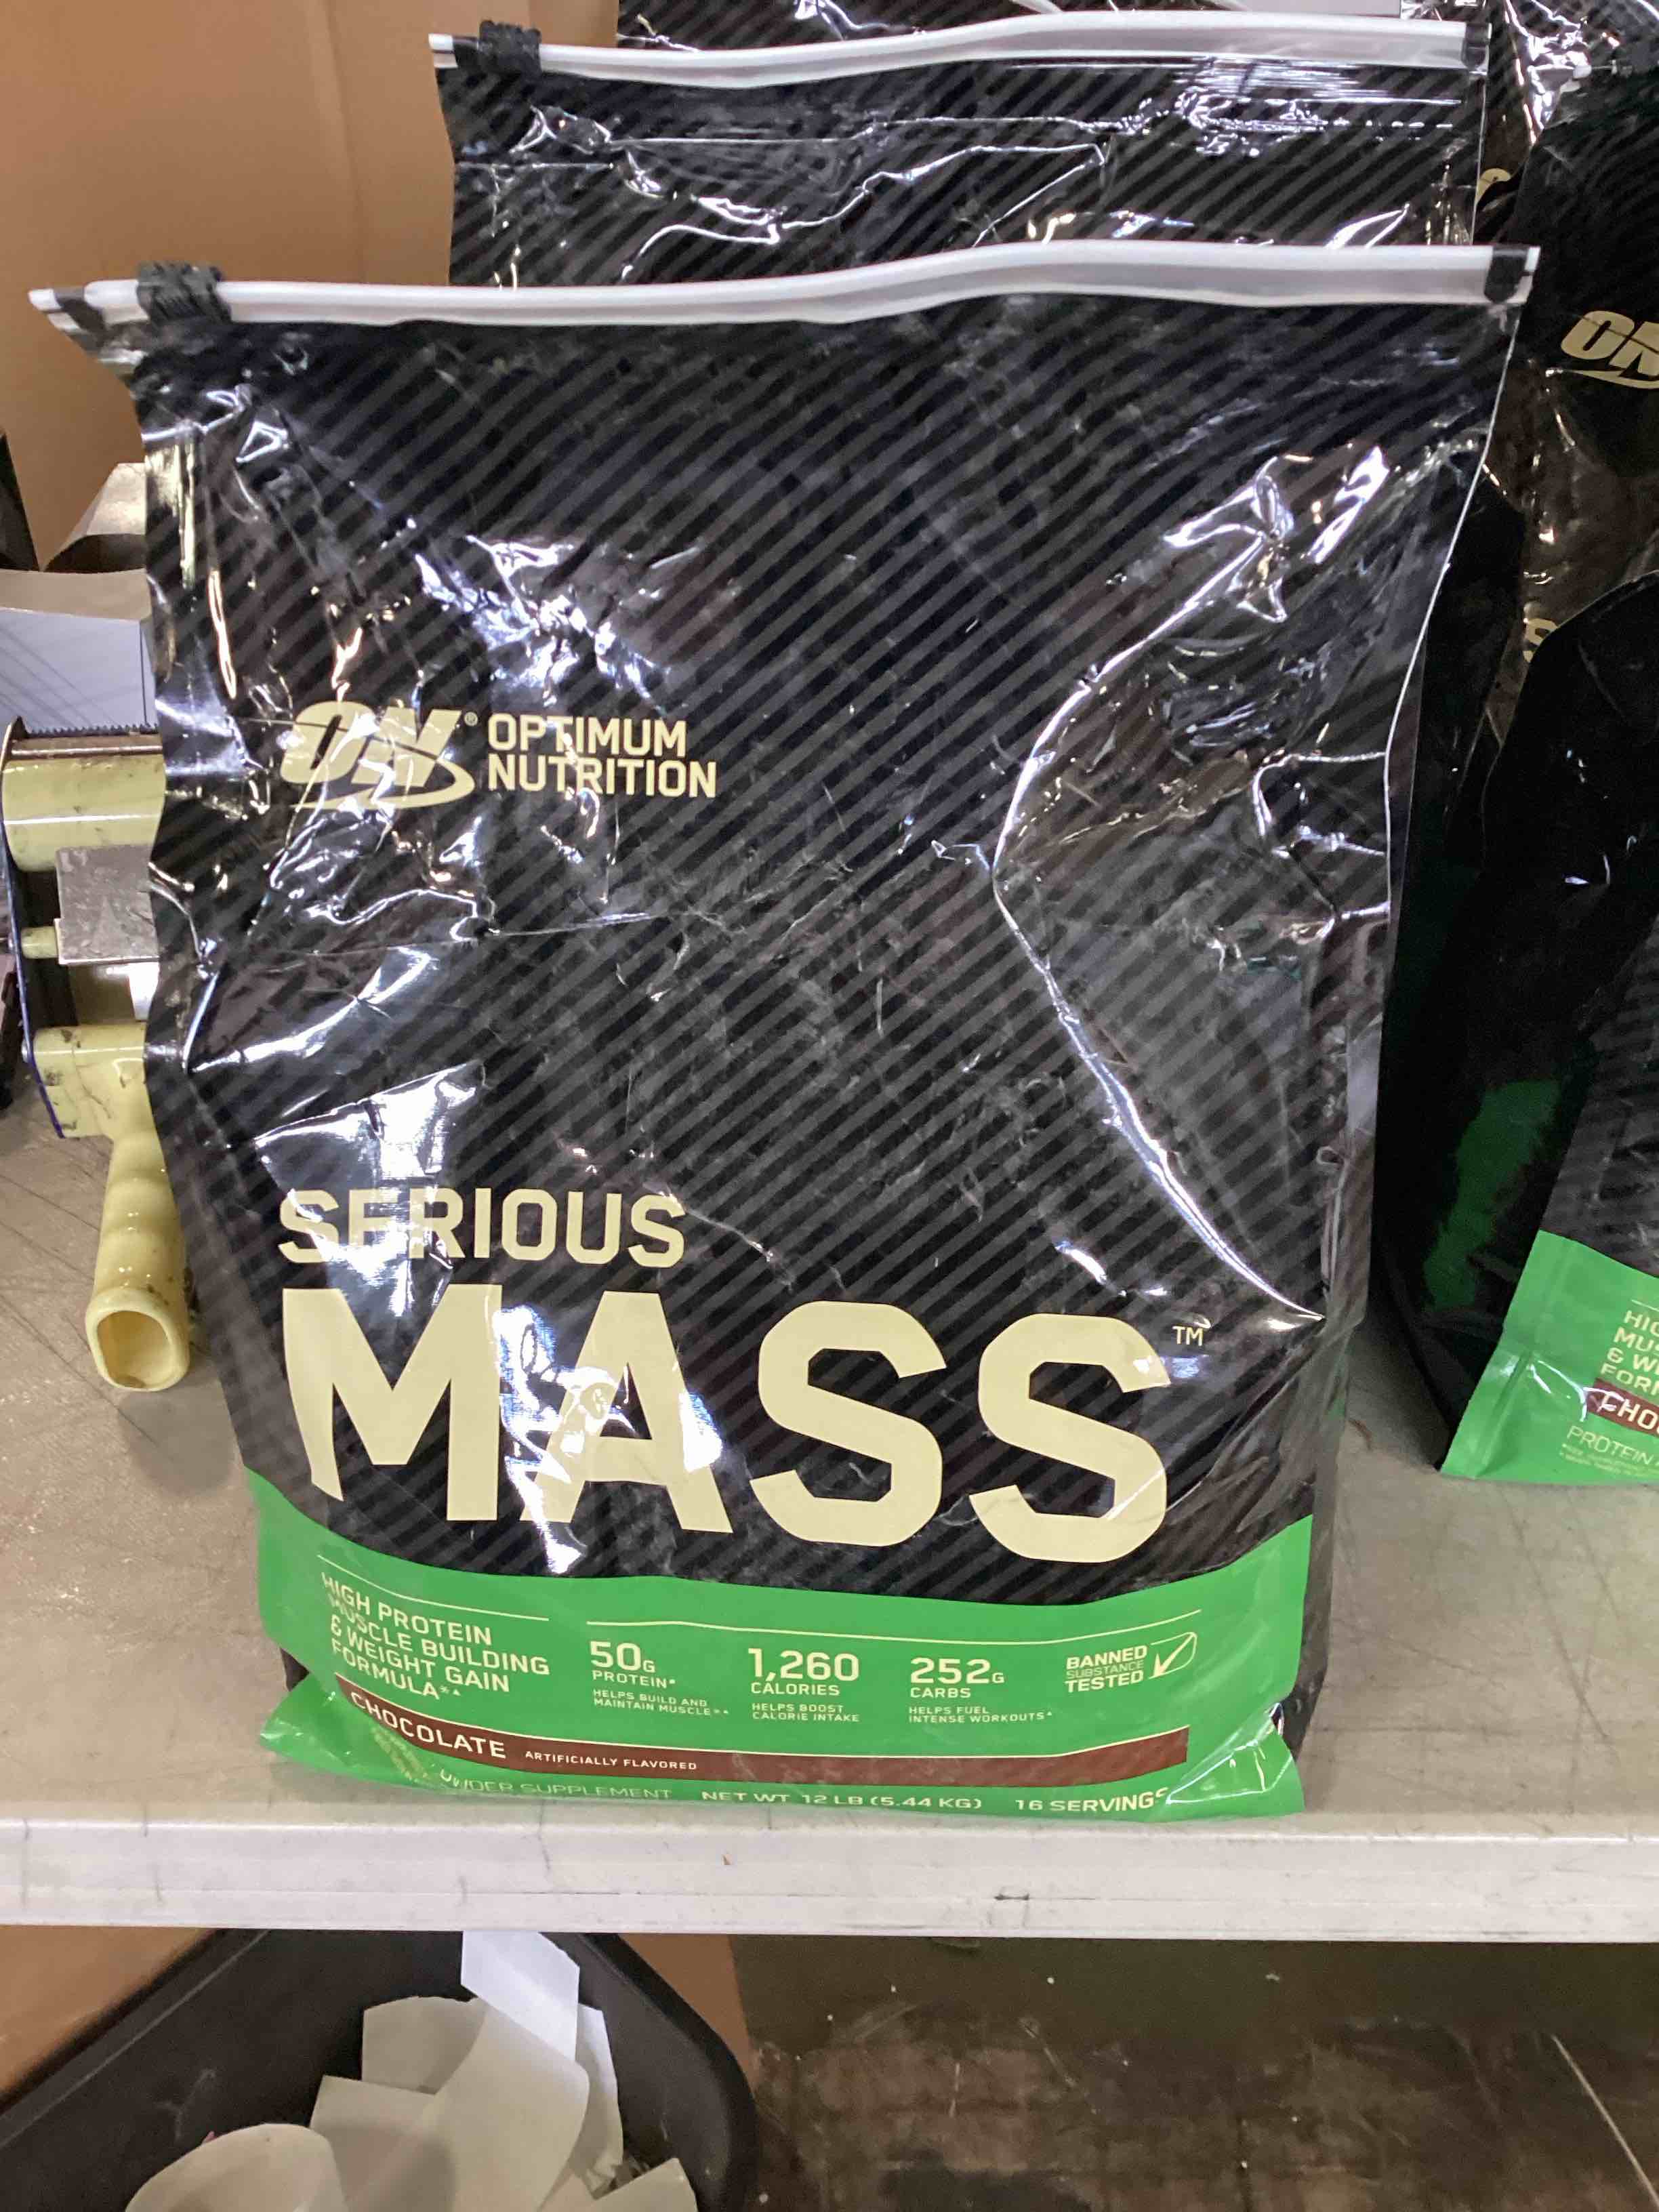 ON® OPTIMUM
NUTRITION
SERIOUS
MASS™
HIGH PROTEIN
MUSCLE BUILDING
& WEIGHT GAIN
FORMULA*▲
50G
PROTEIN*
HELPS BUILD AND
MAINTAIN MUSCLE*▲
1,260
CALORIES
HELPS BOOST
CALORIE INTAKE
252G
CARBS
HELPS FUEL
INTENSE WORKOUTS▲
BANNED
SUBSTANCE
TESTED
CHOCOLATE ARTIFICIALLY FLAVORED
SUPPLEMENT NET WT 12 LB (5.44 KG) 16 SERVINGS
ON
PROTEIN